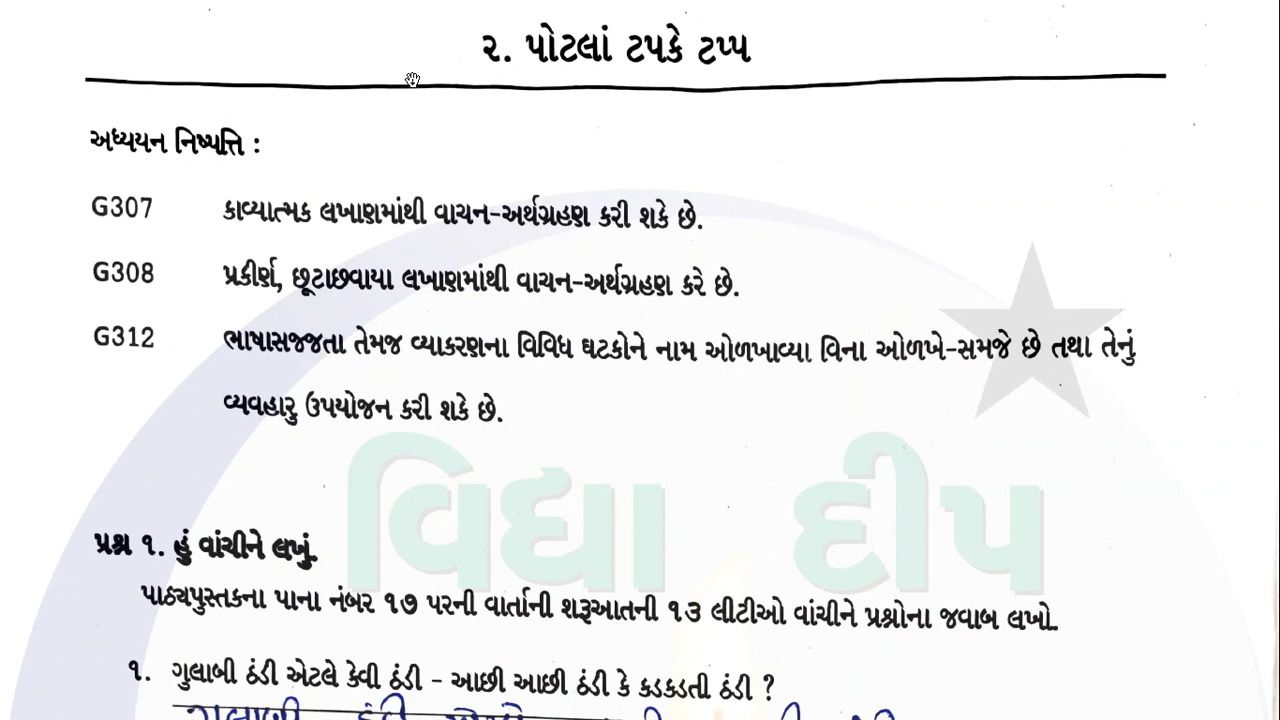 ૨. પોટલાં ટપકે ટપ્પ
અધ્યયન નિષ્પત્તિ :
G307 કાવ્યાત્મક લખાણમાંથી વાચન-અર્થગ્રહણ કરી શકે છે.
G308 પ્રકીર્ણ, છૂટાછવાયા લખાણમાંથી વાચન-અર્થગ્રહણ કરે છે.
G312 ભાષાસજ્જતા તેમજ વ્યાકરણના વિવિધ ઘટકોને નામ ઓળખાવ્યા વિના ઓળખે-સમજે છે તથા તેનું
વ્યવહારુ ઉપયોજન કરી શકે છે.
વિદ્યા દીપ
પ્રશ્ન ૧. હું વાંચીને લખું.
પાઠ્યપુસ્તકના પાના નંબર ૧૭ પરની વાર્તાની શરૂઆતની ૧૩ લીટીઓ વાંચીને પ્રશ્નોના જવાબ લખો.
૧. ગુલાબી ઠંડી એટલે કેવી ઠંડી - આછી આછી ઠંડી કે કડકડતી ઠંડી ?